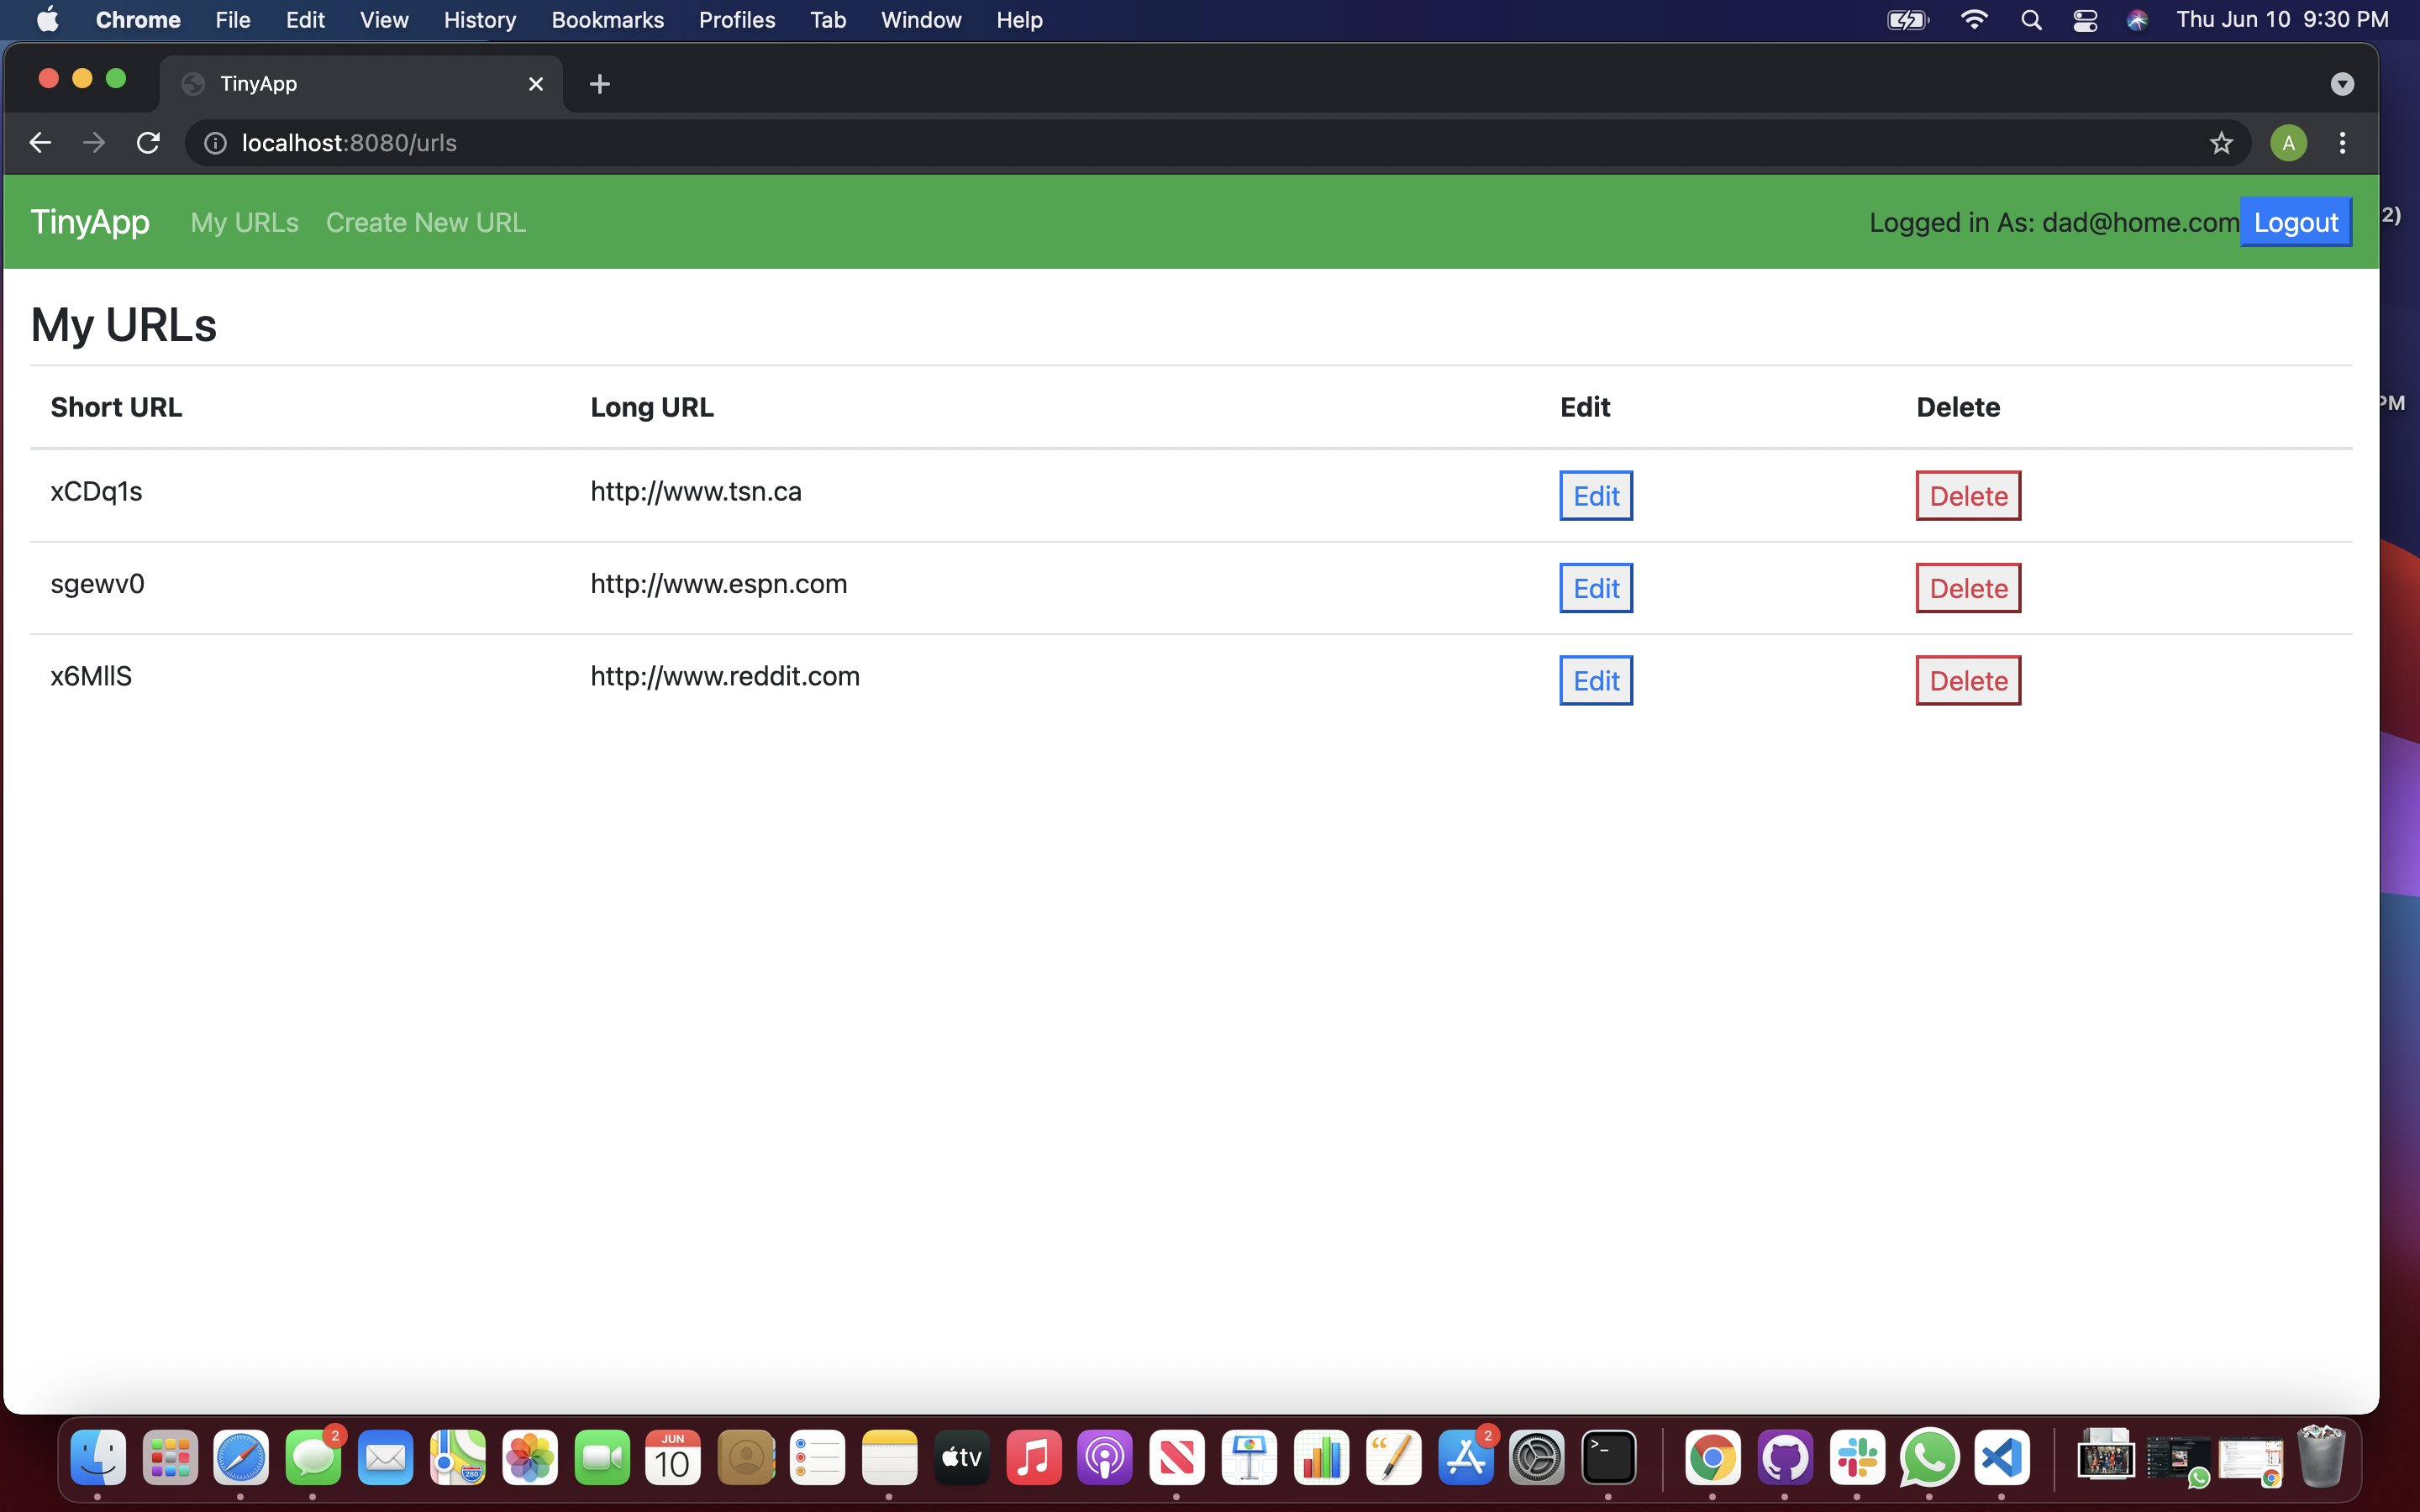 Chrome File Edit View History Bookmarks Profiles Tab Window Help Thu Jun 10 9:30 PM
TinyApp
localhost:8080/urls A
TinyApp My URLs Create New URL Logged in As: dad@home.com Logout
2)
My URLs
Short URL Long URL Edit Delete
PM
xCDq1s http://www.tsn.ca Edit Delete
sgewv0 http://www.espn.com Edit Delete
x6MllS http://www.reddit.com Edit Delete
2 280 JUN 10 tv 2 >_